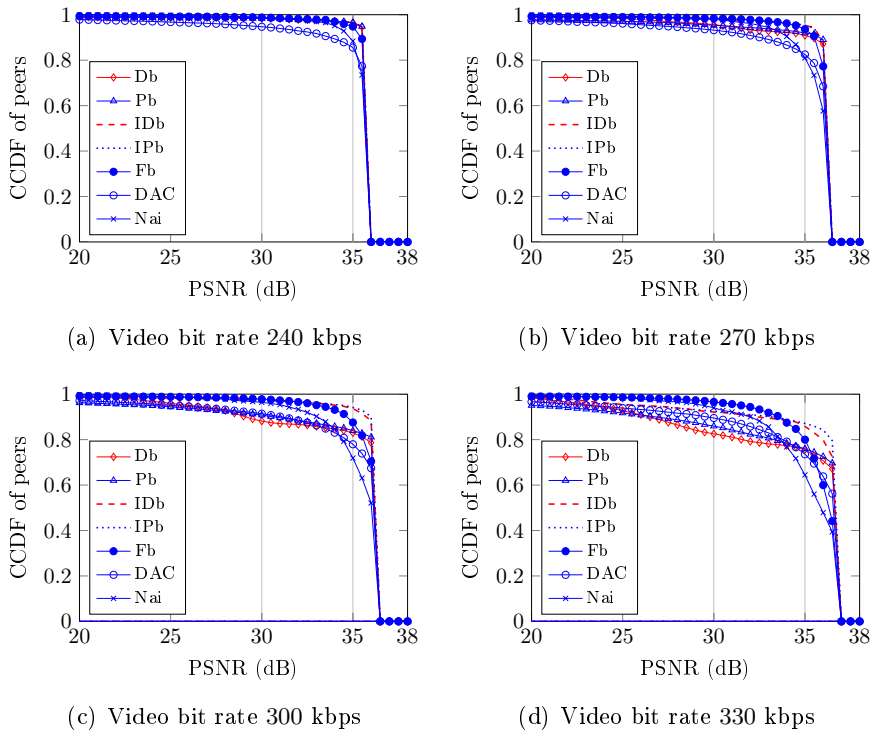 1
0.8
0.6
0.4
0.2
0
CCDF of peers
Db
Pb
IDb
IPb
Fb
DAC
Nai
20
25
30
35
38
PSNR (dB)
(a) Video bit rate 240 kbps
1
0.8
0.6
0.4
0.2
0
CCDF of peers
Db
Pb
IDb
IPb
Fb
DAC
Nai
20
25
30
35
38
PSNR (dB)
(b) Video bit rate 270 kbps
1
0.8
0.6
0.4
0.2
0
CCDF of peers
Db
Pb
IDb
IPb
Fb
DAC
Nai
20
25
30
35
38
PSNR (dB)
(c) Video bit rate 300 kbps
1
0.8
0.6
0.4
0.2
0
CCDF of peers
Db
Pb
IDb
IPb
Fb
DAC
Nai
20
25
30
35
38
PSNR (dB)
(d) Video bit rate 330 kbps